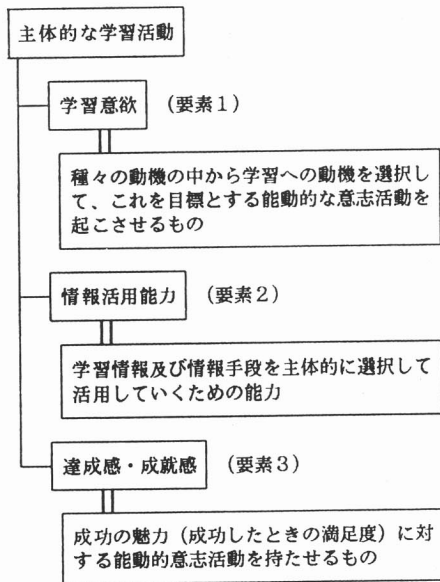 主体的な学習活動
学習意欲 (要素1)
種々の動機の中から学習への動機を選択し
て、これを目標とする能動的な意志活動を
起こさせるもの
情報活用能力 (要素2)
学習情報及び情報手段を主体的に選択して
活用していくための能力
達成感・成就感 (要素3)
成功の魅力(成功したときの満足度)に対
する能動的意志活動を持たせるもの